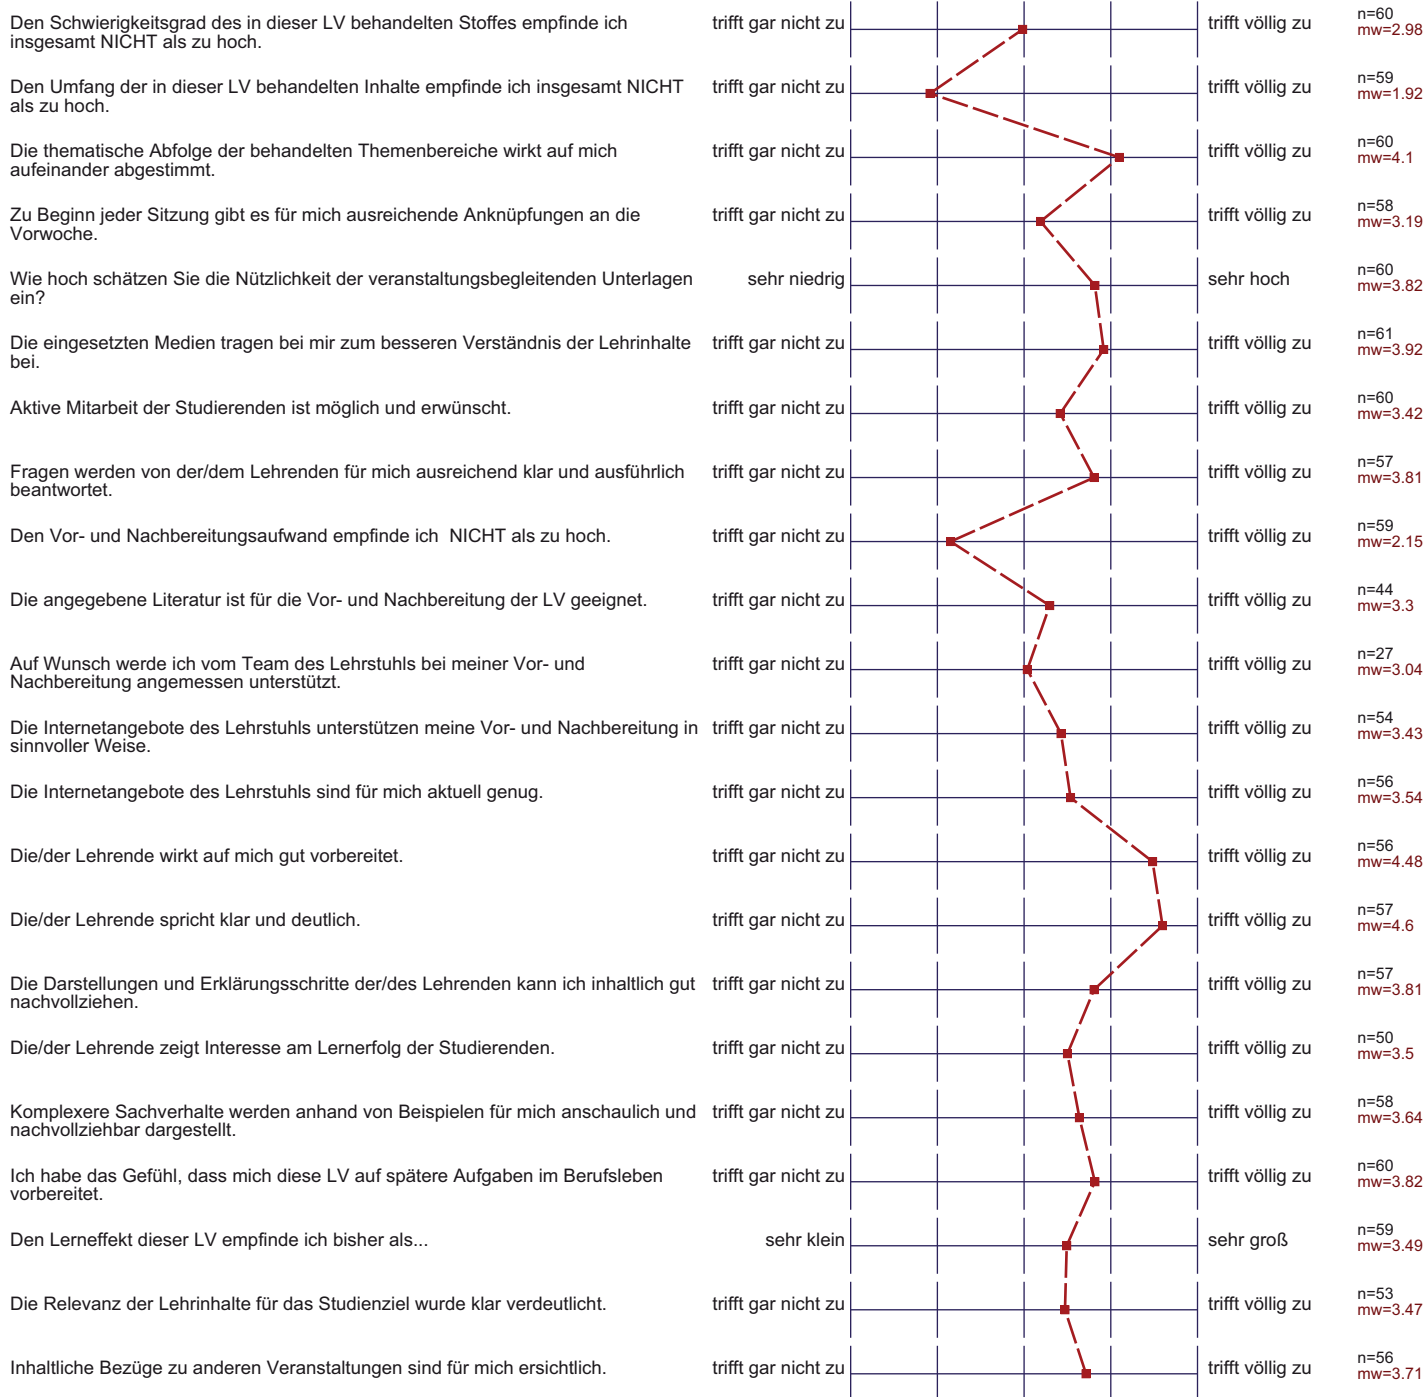 Den Schwierigkeitsgrad des in dieser LV behandelten Stoffes empfinde ich
insgesamt NICHT als zu hoch.
trifft gar nicht zu
trifft völlig zu
n=60
mw=2.98
Den Umfang der in dieser LV behandelten Inhalte empfinde ich insgesamt NICHT
als zu hoch.
trifft gar nicht zu
trifft völlig zu
n=59
mw=1.92
Die thematische Abfolge der behandelten Themenbereiche wirkt auf mich
aufeinander abgestimmt.
trifft gar nicht zu
trifft völlig zu
n=60
mw=4.1
Zu Beginn jeder Sitzung gibt es für mich ausreichende Anknüpfungen an die
Vorwoche.
trifft gar nicht zu
trifft völlig zu
n=58
mw=3.19
Wie hoch schätzen Sie die Nützlichkeit der veranstaltungsbegleitenden Unterlagen
ein?
sehr niedrig
sehr hoch
n=60
mw=3.82
Die eingesetzten Medien tragen bei mir zum besseren Verständnis der Lehrinhalte
bei.
trifft gar nicht zu
trifft völlig zu
n=61
mw=3.92
Aktive Mitarbeit der Studierenden ist möglich und erwünscht.
trifft gar nicht zu
trifft völlig zu
n=60
mw=3.42
Fragen werden von der/dem Lehrenden für mich ausreichend klar und ausführlich
beantwortet.
trifft gar nicht zu
trifft völlig zu
n=57
mw=3.81
Den Vor- und Nachbereitungsaufwand empfinde ich  NICHT als zu hoch.
trifft gar nicht zu
trifft völlig zu
n=59
mw=2.15
Die angegebene Literatur ist für die Vor- und Nachbereitung der LV geeignet.
trifft gar nicht zu
trifft völlig zu
n=44
mw=3.3
Auf Wunsch werde ich vom Team des Lehrstuhls bei meiner Vor- und
Nachbereitung angemessen unterstützt.
trifft gar nicht zu
trifft völlig zu
n=27
mw=3.04
Die Internetangebote des Lehrstuhls unterstützen meine Vor- und Nachbereitung in
sinnvoller Weise.
trifft gar nicht zu
trifft völlig zu
n=54
mw=3.43
Die Internetangebote des Lehrstuhls sind für mich aktuell genug.
trifft gar nicht zu
trifft völlig zu
n=56
mw=3.54
Die/der Lehrende wirkt auf mich gut vorbereitet.
trifft gar nicht zu
trifft völlig zu
n=56
mw=4.48
Die/der Lehrende spricht klar und deutlich.
trifft gar nicht zu
trifft völlig zu
n=57
mw=4.6
Die Darstellungen und Erklärungsschritte der/des Lehrenden kann ich inhaltlich gut
nachvollziehen.
trifft gar nicht zu
trifft völlig zu
n=57
mw=3.81
Die/der Lehrende zeigt Interesse am Lernerfolg der Studierenden.
trifft gar nicht zu
trifft völlig zu
n=50
mw=3.5
Komplexere Sachverhalte werden anhand von Beispielen für mich anschaulich und
nachvollziehbar dargestellt.
trifft gar nicht zu
trifft völlig zu
n=58
mw=3.64
Ich habe das Gefühl, dass mich diese LV auf spätere Aufgaben im Berufsleben
vorbereitet.
trifft gar nicht zu
trifft völlig zu
n=60
mw=3.82
Den Lerneffekt dieser LV empfinde ich bisher als...
sehr klein
sehr groß
n=59
mw=3.49
Die Relevanz der Lehrinhalte für das Studienziel wurde klar verdeutlicht.
trifft gar nicht zu
trifft völlig zu
n=53
mw=3.47
Inhaltliche Bezüge zu anderen Veranstaltungen sind für mich ersichtlich.
trifft gar nicht zu
trifft völlig zu
n=56
mw=3.71